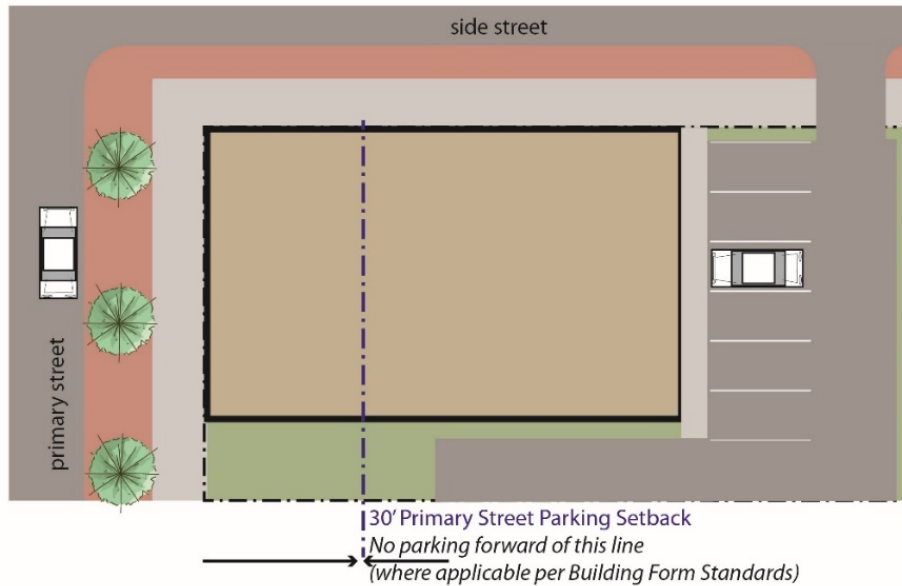 side street
primary street
30' Primary Street Parking Setback
No parking forward of this line
(where applicable per Building Form Standards)